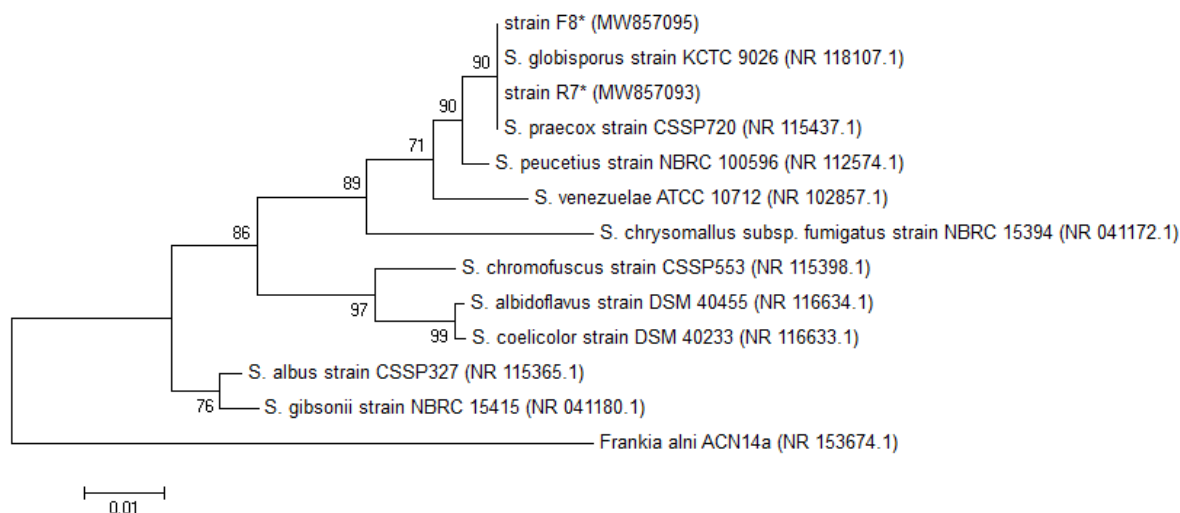 strain F8* (MW857095)
90
S. globisporus strain KCTC 9026 (NR 118107.1)
strain R7* (MW857093)
90
S. praecox strain CSSP720 (NR 115437.1)
71
S. peucetius strain NBRC 100596 (NR 112574.1)
89
S. venezuelae ATCC 10712 (NR 102857.1)
86
S. chrysomallus subsp. fumigatus strain NBRC 15394 (NR 041172.1)
S. chromofuscus strain CSSP553 (NR 115398.1)
97
S. albidoflavus strain DSM 40455 (NR 116634.1)
99
S. coelicolor strain DSM 40233 (NR 116633.1)
S. albus strain CSSP327 (NR 115365.1)
76
S. gibsonii strain NBRC 15415 (NR 041180.1)
Frankia alni ACN14a (NR 153674.1)
0.01